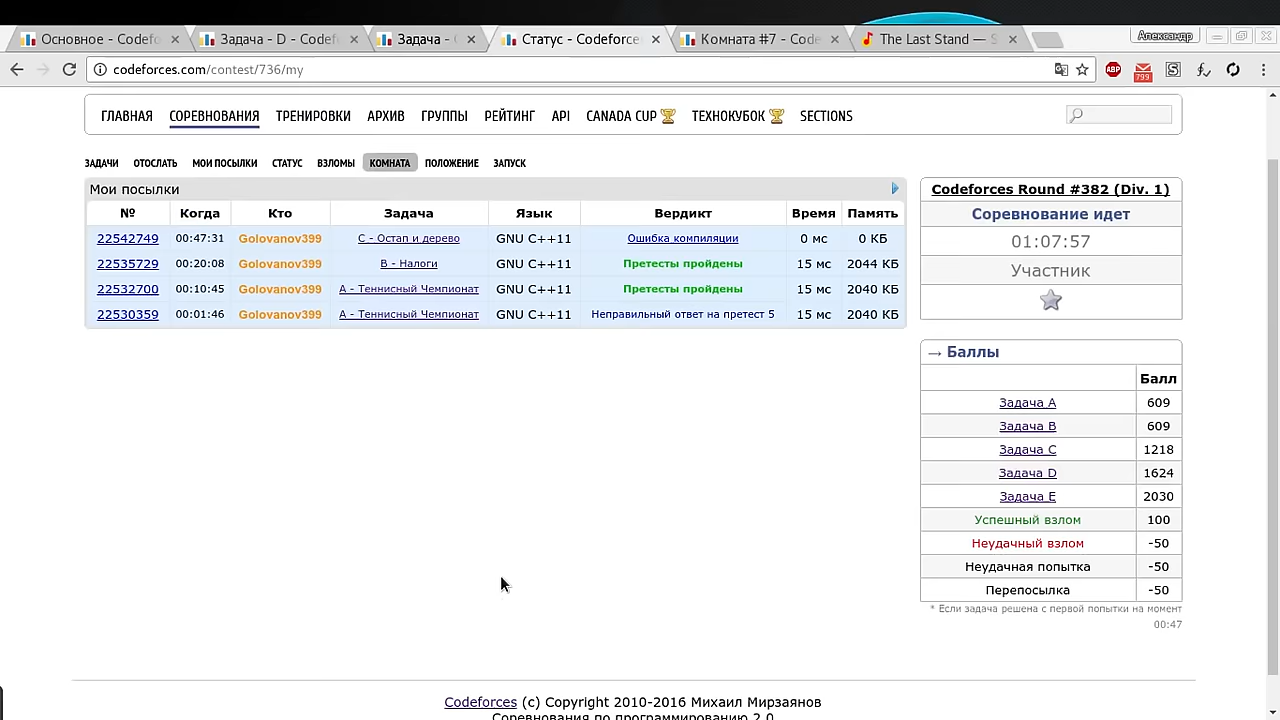 Основное - Codefo
Задача - D - Codef
Задача - 
Статус - Codeforce
Комната #7 - Code
The Last Stand — S
Александр
codeforces.com/contest/736/my
ABP
799
ГЛАВНАЯ СОРЕВНОВАНИЯ ТРЕНИРОВКИ АРХИВ ГРУППЫ РЕЙТИНГ API CANADA CUP ТЕХНОКУБОК SECTIONS
ЗАДАЧИ ОТОСЛАТЬ МОИ ПОСЫЛКИ СТАТУС ВЗЛОМЫ КОМНАТА ПОЛОЖЕНИЕ ЗАПУСК
Мои посылки
№ Когда Кто Задача Язык Вердикт Время Память
22542749 00:47:31 Golovanov399 C - Остап и дерево GNU C++11 Ошибка компиляции 0 мс 0 КБ
22535729 00:20:08 Golovanov399 B - Налоги GNU C++11 Претесты пройдены 15 мс 2044 КБ
22532700 00:10:45 Golovanov399 A - Теннисный Чемпионат GNU C++11 Претесты пройдены 15 мс 2040 КБ
22530359 00:01:46 Golovanov399 A - Теннисный Чемпионат GNU C++11 Неправильный ответ на претест 5 15 мс 2040 КБ
Codeforces Round #382 (Div. 1)
Соревнование идет
01:07:57
Участник
→ Баллы
Балл
Задача A 609
Задача B 609
Задача C 1218
Задача D 1624
Задача E 2030
Успешный взлом 100
Неудачный взлом -50
Неудачная попытка -50
Перепосылка -50
* Если задача решена с первой попытки на момент
00:47
Codeforces (c) Copyright 2010-2016 Михаил Мирзаянов
Соревнования по программированию 2.0